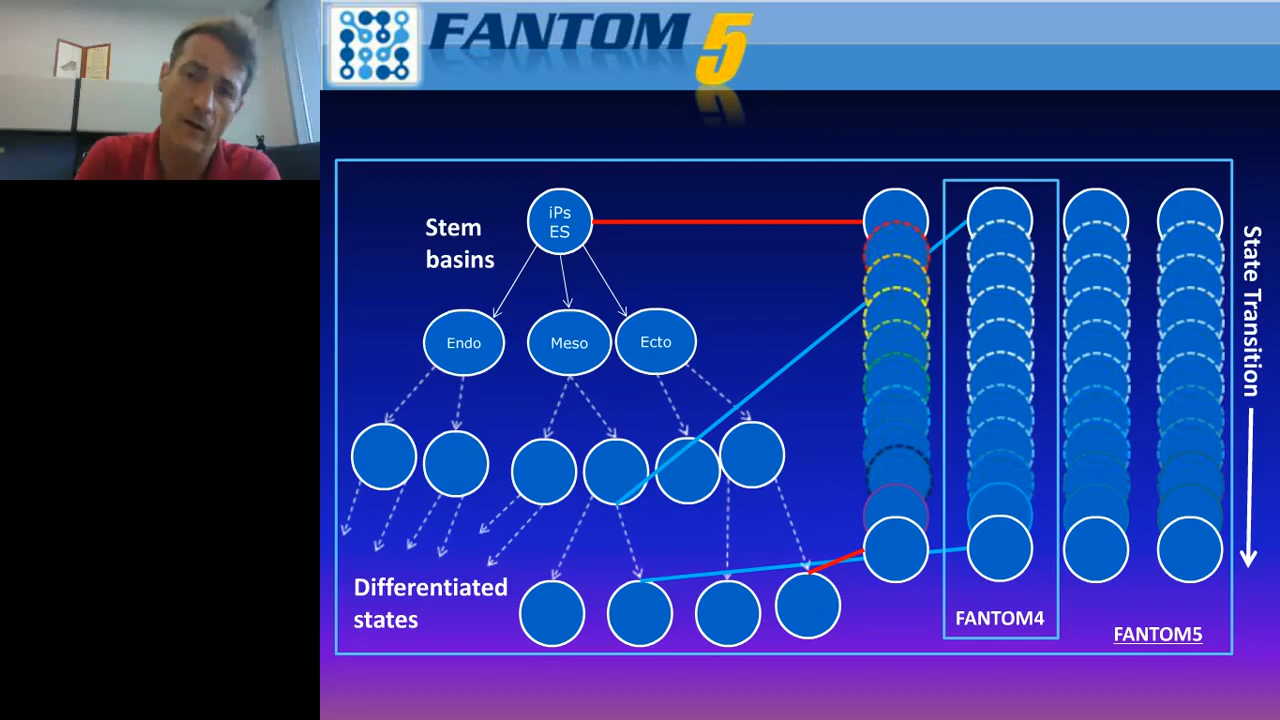 FANTOM 5
Stem
basins
iPs
ES
Endo
Meso
Ecto
Differentiated
states
State Transition
FANTOM4
FANTOM5